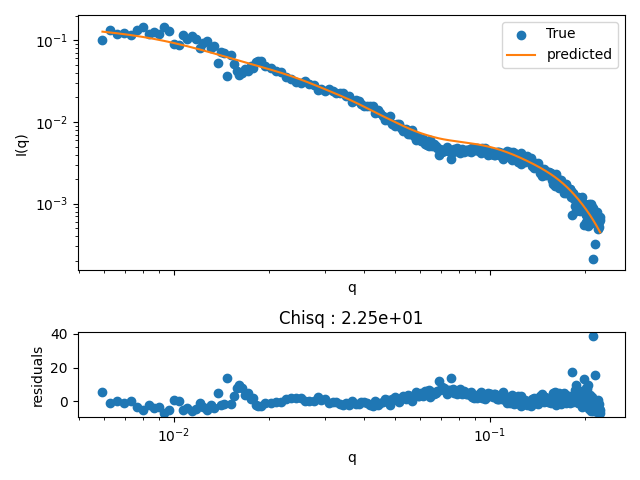 True
predicted
10⁻¹
10⁻²
10⁻³
I(q)
q
Chisq : 2.25e+01
40
20
0
residuals
10⁻²
10⁻¹
q